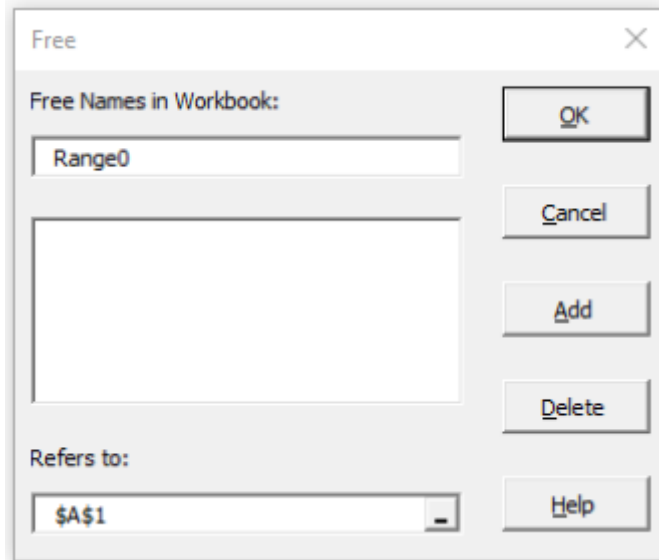 Free
Free Names in Workbook:
OK
Range0
Cancel
Add
Delete
Refers to:
$A$1
Help